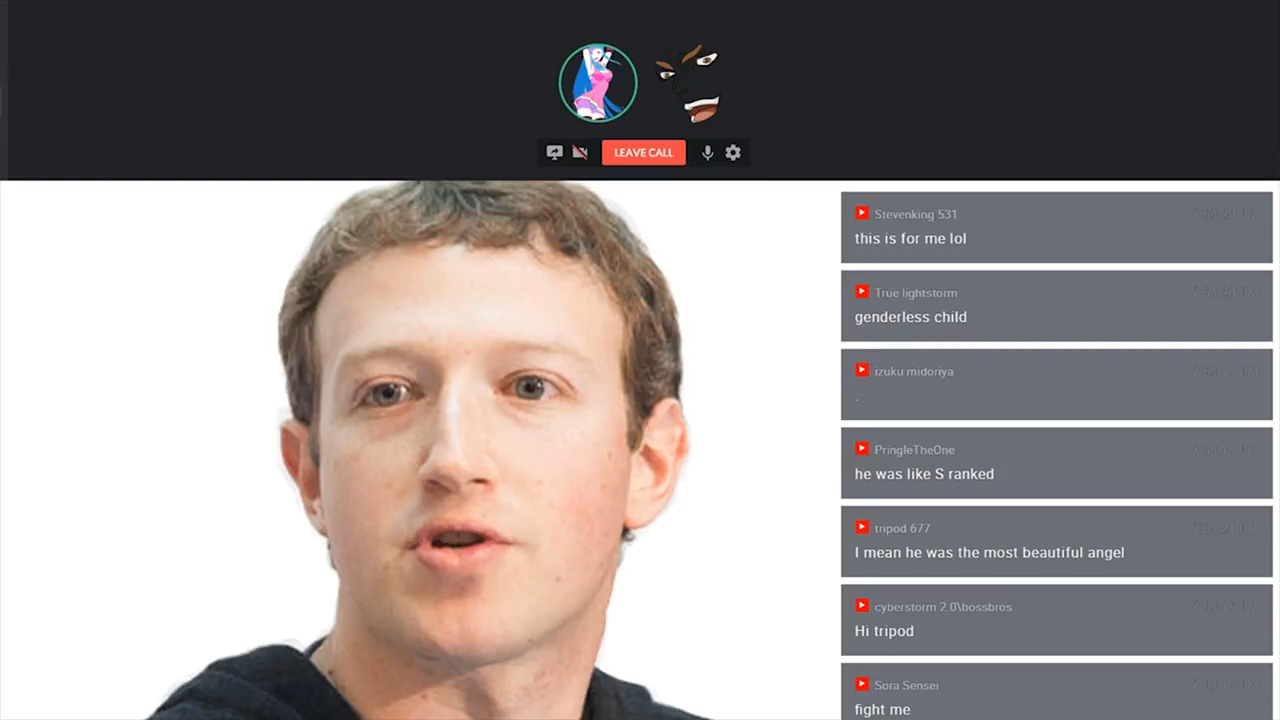 LEAVE CALL
Stevenking 531
this is for me lol
True lightstorm
genderless child
izuku midoriya
.
PringleTheOne
he was like S ranked
tripod 677
I mean he was the most beautiful angel
cyberstorm 2.0\bossbros
Hi tripod
Sora Sensei
fight me